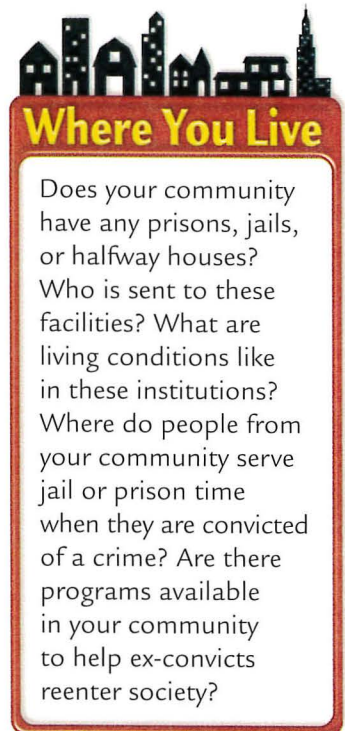 Where You Live
Does your community
have any prisons, jails,
or halfway houses?
Who is sent to these
facilities? What are
living conditions like
in these institutions?
Where do people from
your community serve
jail or prison time
when they are convicted
of a crime? Are there
programs available
in your community
to help ex-convicts
reenter society?